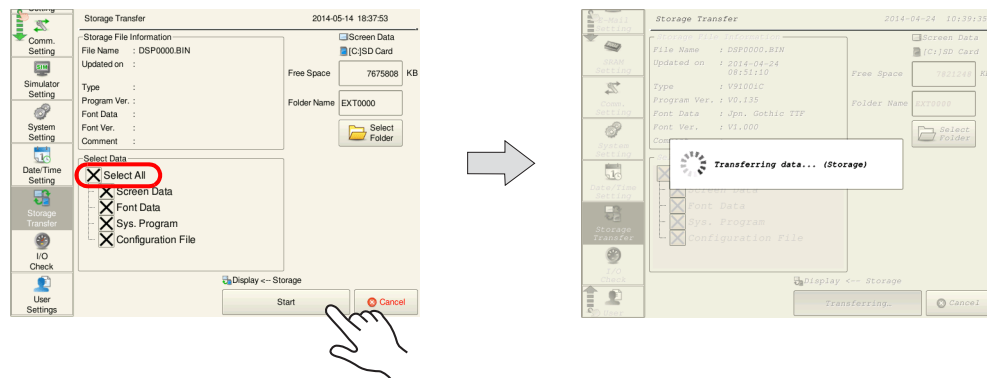 Setting
Storage Transfer
2014-05-14 18:37:53
Comm.
Setting
Simulator
Setting
System
Setting
Date/Time
Setting
Storage
Transfer
I/O
Check
User
Settings
Storage File Information
File Name : DSP0000.BIN
Updated on :
Type :
Program Ver. :
Font Data :
Font Ver. :
Comment :
Screen Data
[C:]SD Card
Free Space
7675808 KB
Folder Name
EXT0000
Select
Folder
Select Data
Select All
Screen Data
Font Data
Sys. Program
Configuration File
Display <-- Storage
Start
Cancel
E-mail
Setting
Storage Transfer
2014-04-24 10:39:35
SRAM
Setting
Comm.
Setting
System
Setting
Date/Time
Setting
Storage
Transfer
I/O
Check
User
Storage File Information
File Name : DSP0000.BIN
Updated on : 2014-04-24
08:51:10
Type : V9100iC
Program Ver. : V0.135
Font Data : Jpn. Gothic TTF
Font Ver. : V1.000
Com
Screen Data
[C:]SD Card
Free Space
Folder Name
EXT0000
Select
Folder
Transferring data... (Storage)
Screen Data
Font Data
Sys. Program
Configuration File
Display <-- Storage
Transferring…
Cancel